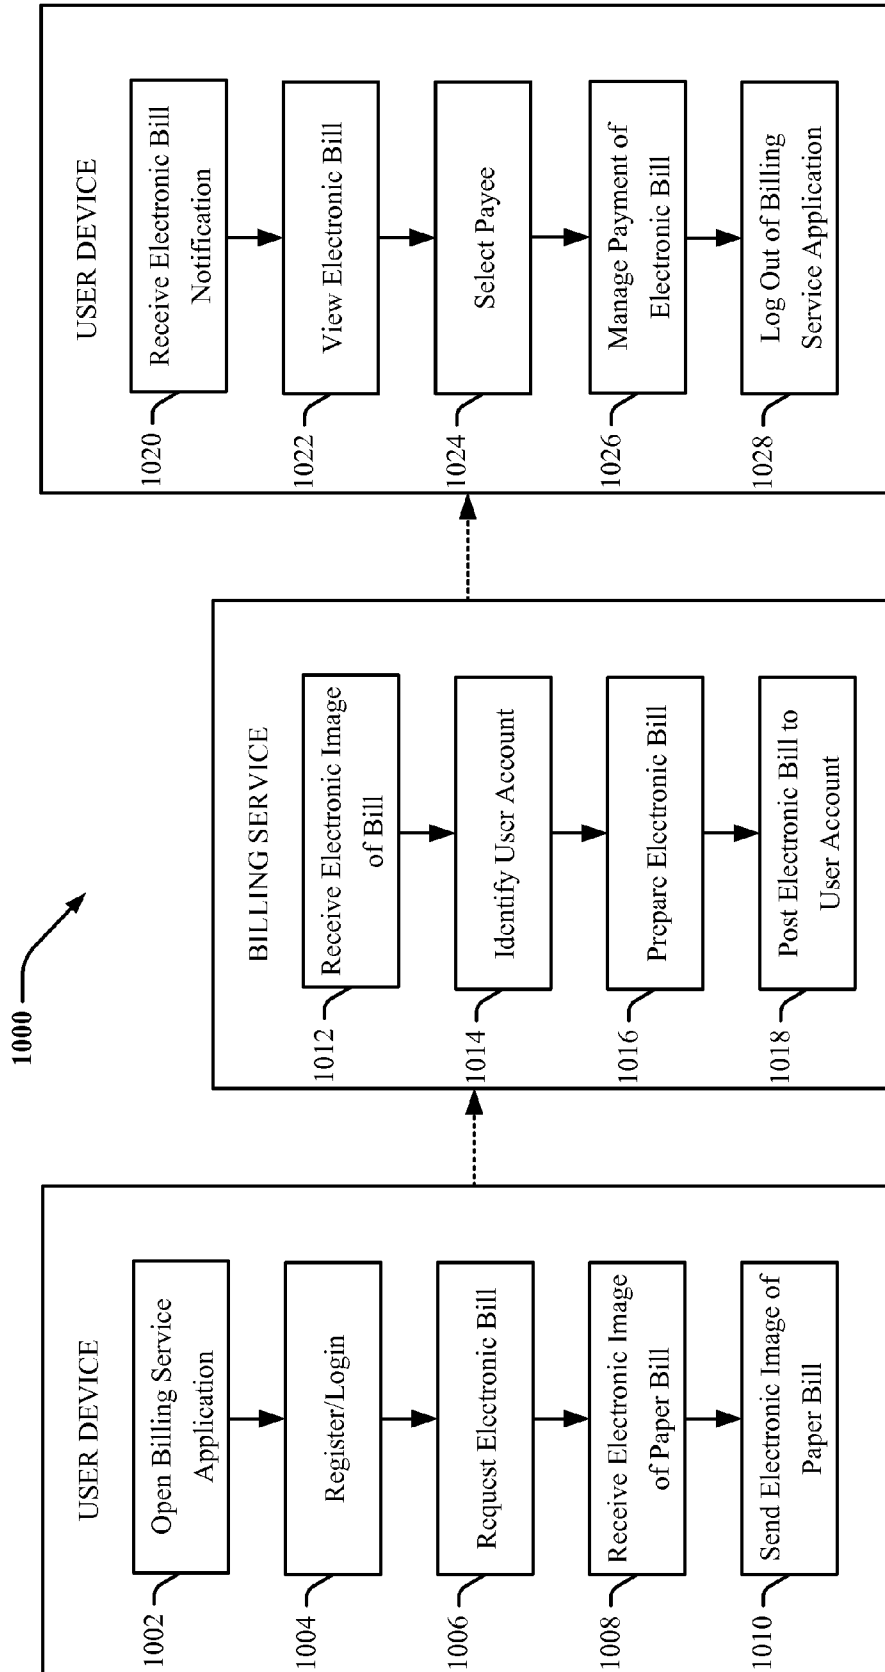 1000
USER DEVICE
1002
Open Billing Service
Application
1004
Register/Login
1006
Request Electronic Bill
1008
Receive Electronic Image
of Paper Bill
1010
Send Electronic Image of
Paper Bill
BILLING SERVICE
1012
Receive Electronic Image
of Bill
1014
Identify User Account
1016
Prepare Electronic Bill
1018
Post Electronic Bill to
User Account
USER DEVICE
1020
Receive Electronic Bill
Notification
1022
View Electronic Bill
1024
Select Payee
1026
Manage Payment of
Electronic Bill
1028
Log Out of Billing
Service Application